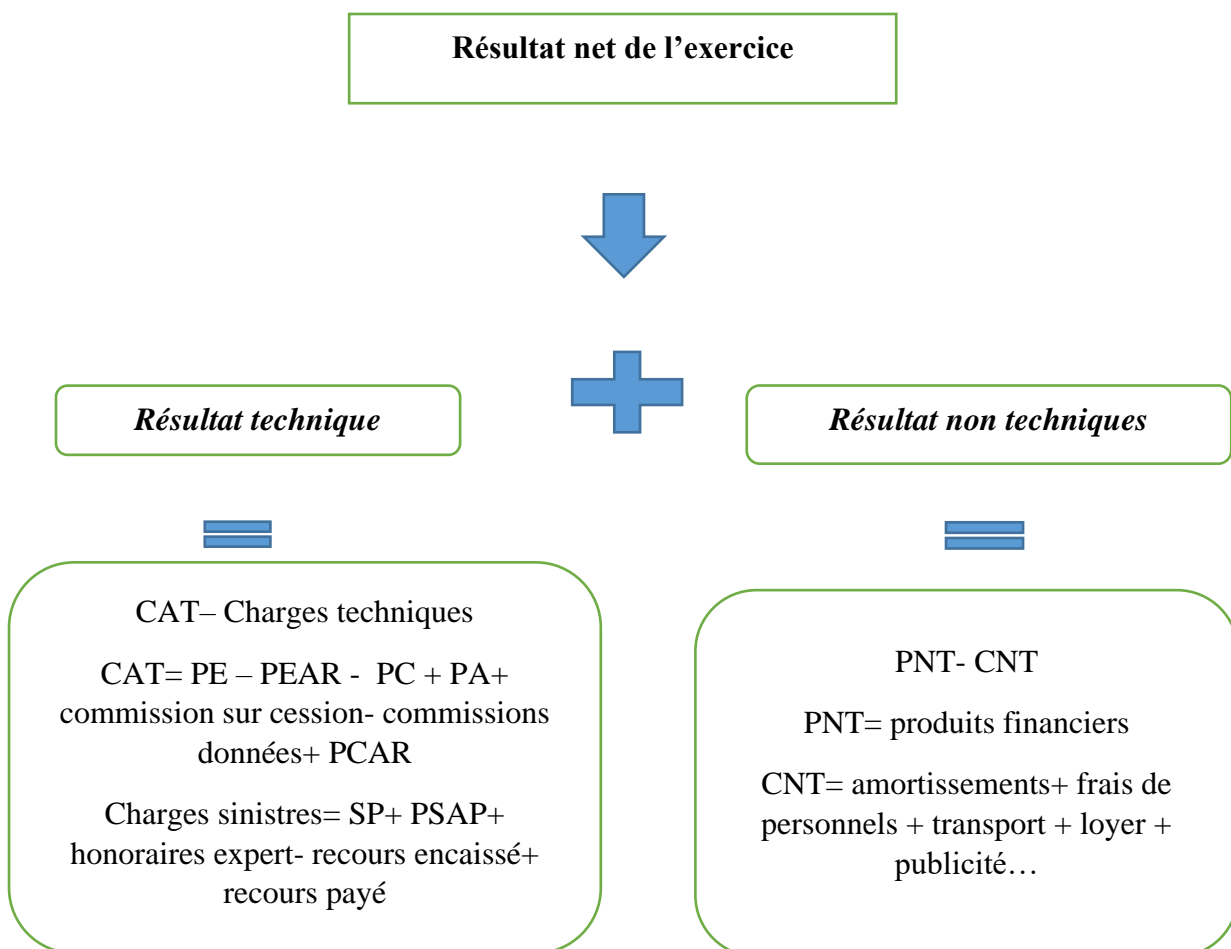 Résultat net de l’exercice
Résultat technique
Résultat non techniques
CAT– Charges techniques
CAT= PE – PEAR - PC + PA+
commission sur cession- commissions
données+ PCAR
Charges sinistres= SP+ PSAP+
honoraires expert- recours encaissé+
recours payé
PNT- CNT
PNT= produits financiers
CNT= amortissements+ frais de
personnels + transport + loyer +
publicité…